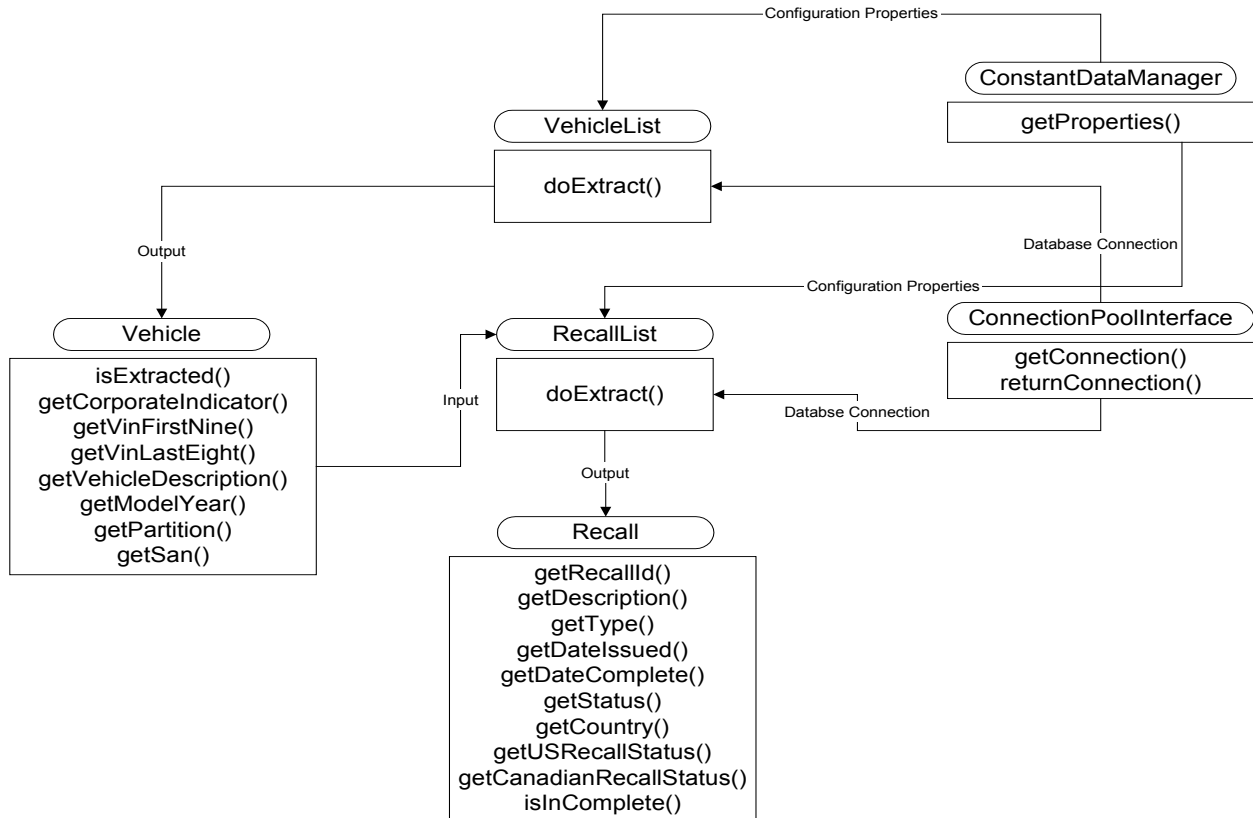 Configuration Properties
ConstantDataManager
getProperties()
VehicleList
doExtract()
Output
Database Connection
Configuration Properties
Vehicle
isExtracted()
getCorporateIndicator()
getVinFirstNine()
getVinLastEight()
getVehicleDescription()
getModelYear()
getPartition()
getSan()
Input
RecallList
doExtract()
ConnectionPoolInterface
getConnection()
returnConnection()
Databse Connection
Output
Recall
getRecallId()
getDescription()
getType()
getDateIssued()
getDateComplete()
getStatus()
getCountry()
getUSRecallStatus()
getCanadianRecallStatus()
isInComplete()